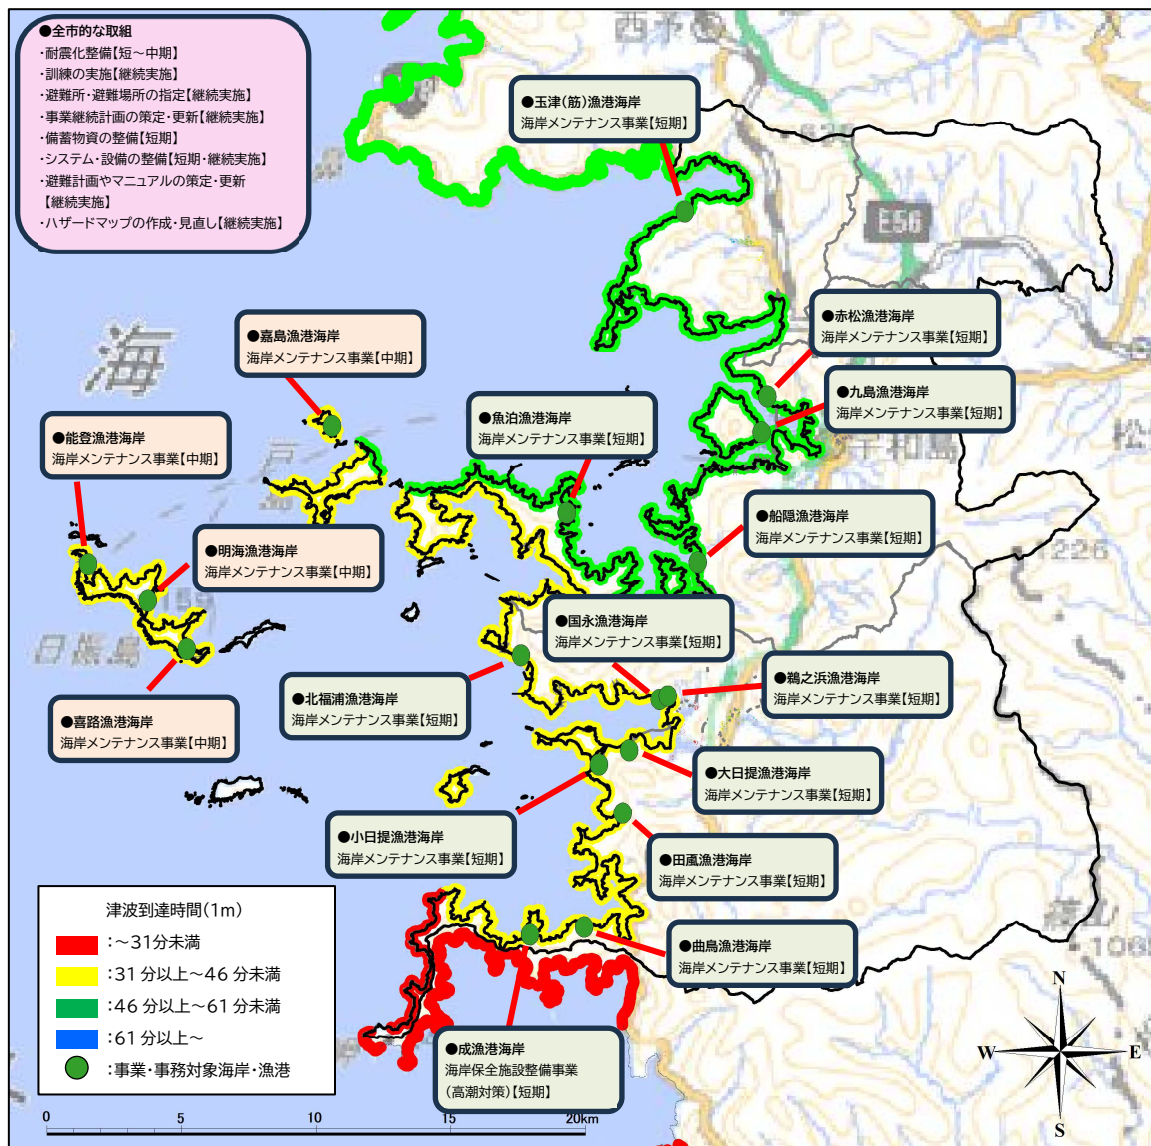 ●全市的な取組
・耐震化整備【短～中期】
・訓練の実施【継続実施】
・避難所・避難場所の指定【継続実施】
・事業継続計画の策定・更新【継続実施】
・備蓄物資の整備【短期】
・システム・設備の整備【短期・継続実施】
・避難計画やマニュアルの策定・更新
【継続実施】
・ハザードマップの作成・見直し【継続実施】
●玉津(筋)漁港海岸
海岸メンテナンス事業【短期】
E56
●赤松漁港海岸
海岸メンテナンス事業【短期】
●嘉島漁港海岸
海岸メンテナンス事業【中期】
海
●九島漁港海岸
海岸メンテナンス事業【短期】
●魚泊漁港海岸
海岸メンテナンス事業【短期】
●能登漁港海岸
海岸メンテナンス事業【中期】
宇和島
●船隠漁港海岸
海岸メンテナンス事業【短期】
●明海漁港海岸
海岸メンテナンス事業【中期】
1226
●国永漁港海岸
海岸メンテナンス事業【短期】
日振島
●鵜之浜漁港海岸
海岸メンテナンス事業【短期】
●北福浦漁港海岸
海岸メンテナンス事業【短期】
●喜路漁港海岸
海岸メンテナンス事業【中期】
●大日提漁港海岸
海岸メンテナンス事業【短期】
●小日提漁港海岸
海岸メンテナンス事業【短期】
●田颪漁港海岸
海岸メンテナンス事業【短期】
●曲烏漁港海岸
海岸メンテナンス事業【短期】
●成漁港海岸
海岸保全施設整備事業
(高潮対策)【短期】
津波到達時間(1m)
:～31分未満
:31分以上～46分未満
:46分以上～61分未満
:61分以上～
:事業・事務対象海岸・漁港
N
W
E
S
0 5 10 15 20km